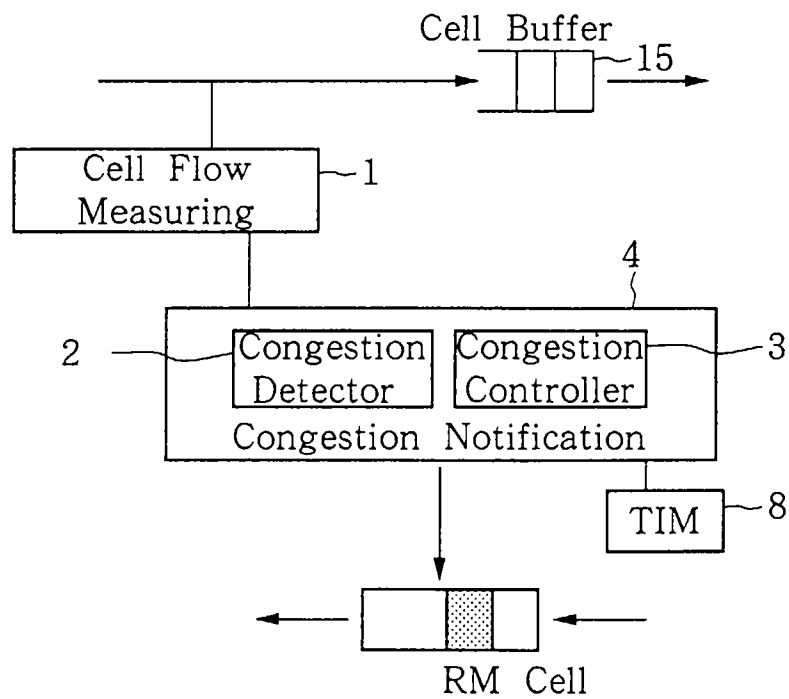 Cell Buffer
15
Cell Flow
Measuring
1
4
2
Congestion
Detector
Congestion
Controller
3
Congestion Notification
TIM
8
RM Cell